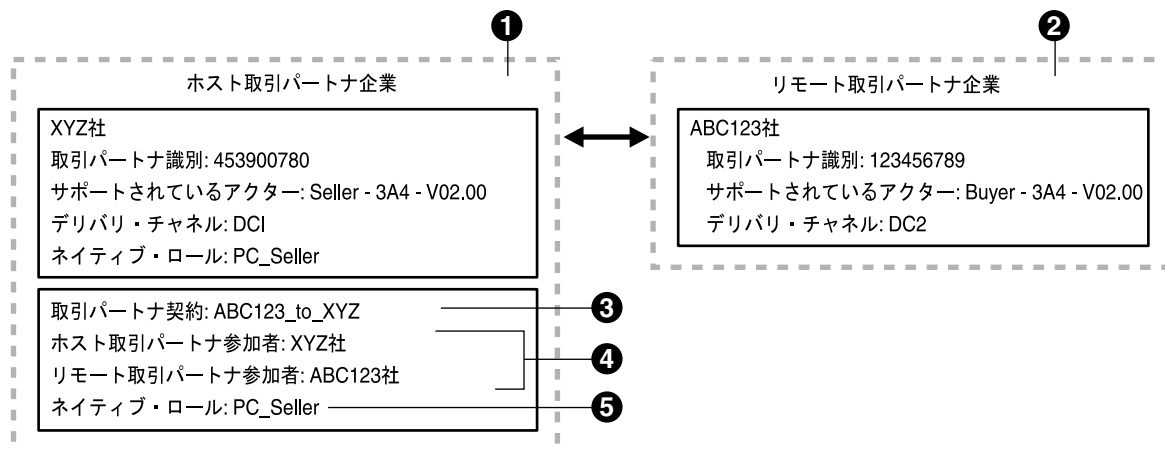 ❶
❷
ホスト取引パートナ企業
XYZ社
取引パートナ識別: 453900780
サポートされているアクター: Seller - 3A4 - V02.00
デリバリ・チャネル: DCI
ネイティブ・ロール: PC_Seller
リモート取引パートナ企業
ABC123社
取引パートナ識別: 123456789
サポートされているアクター: Buyer - 3A4 - V02.00
デリバリ・チャネル: DC2
取引パートナ契約: ABC123_to_XYZ
❸
ホスト取引パートナ参加者: XYZ社
❹
リモート取引パートナ参加者: ABC123社
ネイティブ・ロール: PC_Seller
❺